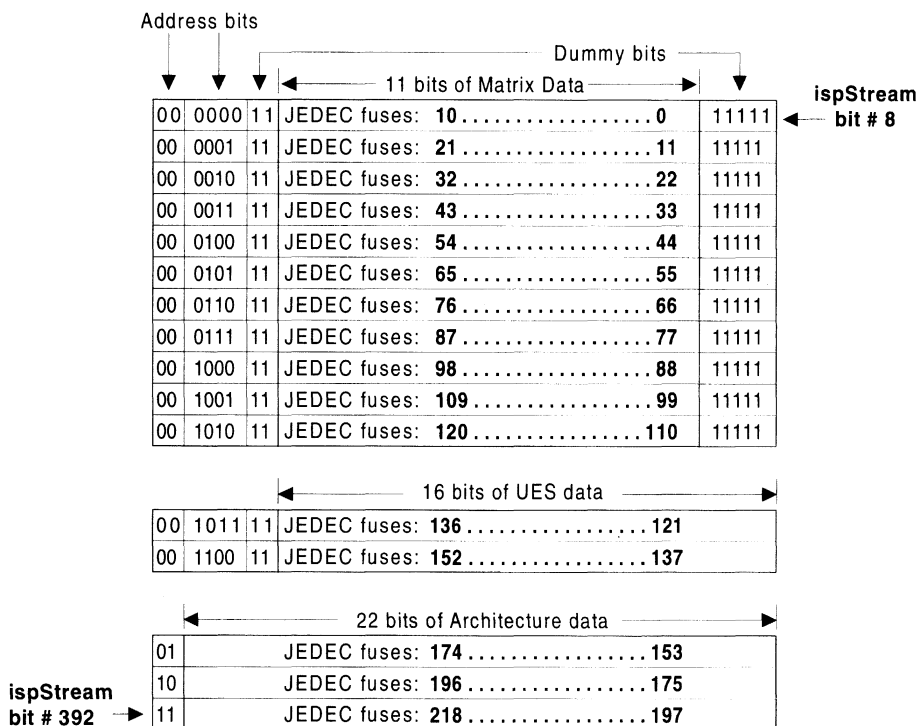 Address bits
Dummy bits
11 bits of Matrix Data
ispStream
bit # 8
00 0000 11 JEDEC fuses: 10..................0 11111
00 0001 11 JEDEC fuses: 21..................11 11111
00 0010 11 JEDEC fuses: 32..................22 11111
00 0011 11 JEDEC fuses: 43..................33 11111
00 0100 11 JEDEC fuses: 54..................44 11111
00 0101 11 JEDEC fuses: 65..................55 11111
00 0110 11 JEDEC fuses: 76..................66 11111
00 0111 11 JEDEC fuses: 87..................77 11111
00 1000 11 JEDEC fuses: 98..................88 11111
00 1001 11 JEDEC fuses: 109.................99 11111
00 1010 11 JEDEC fuses: 120................110 11111
16 bits of UES data
00 1011 11 JEDEC fuses: 136.................121
00 1100 11 JEDEC fuses: 152.................137
22 bits of Architecture data
01 JEDEC fuses: 174.................153
10 JEDEC fuses: 196.................175
11 JEDEC fuses: 218.................197
ispStream
bit # 392